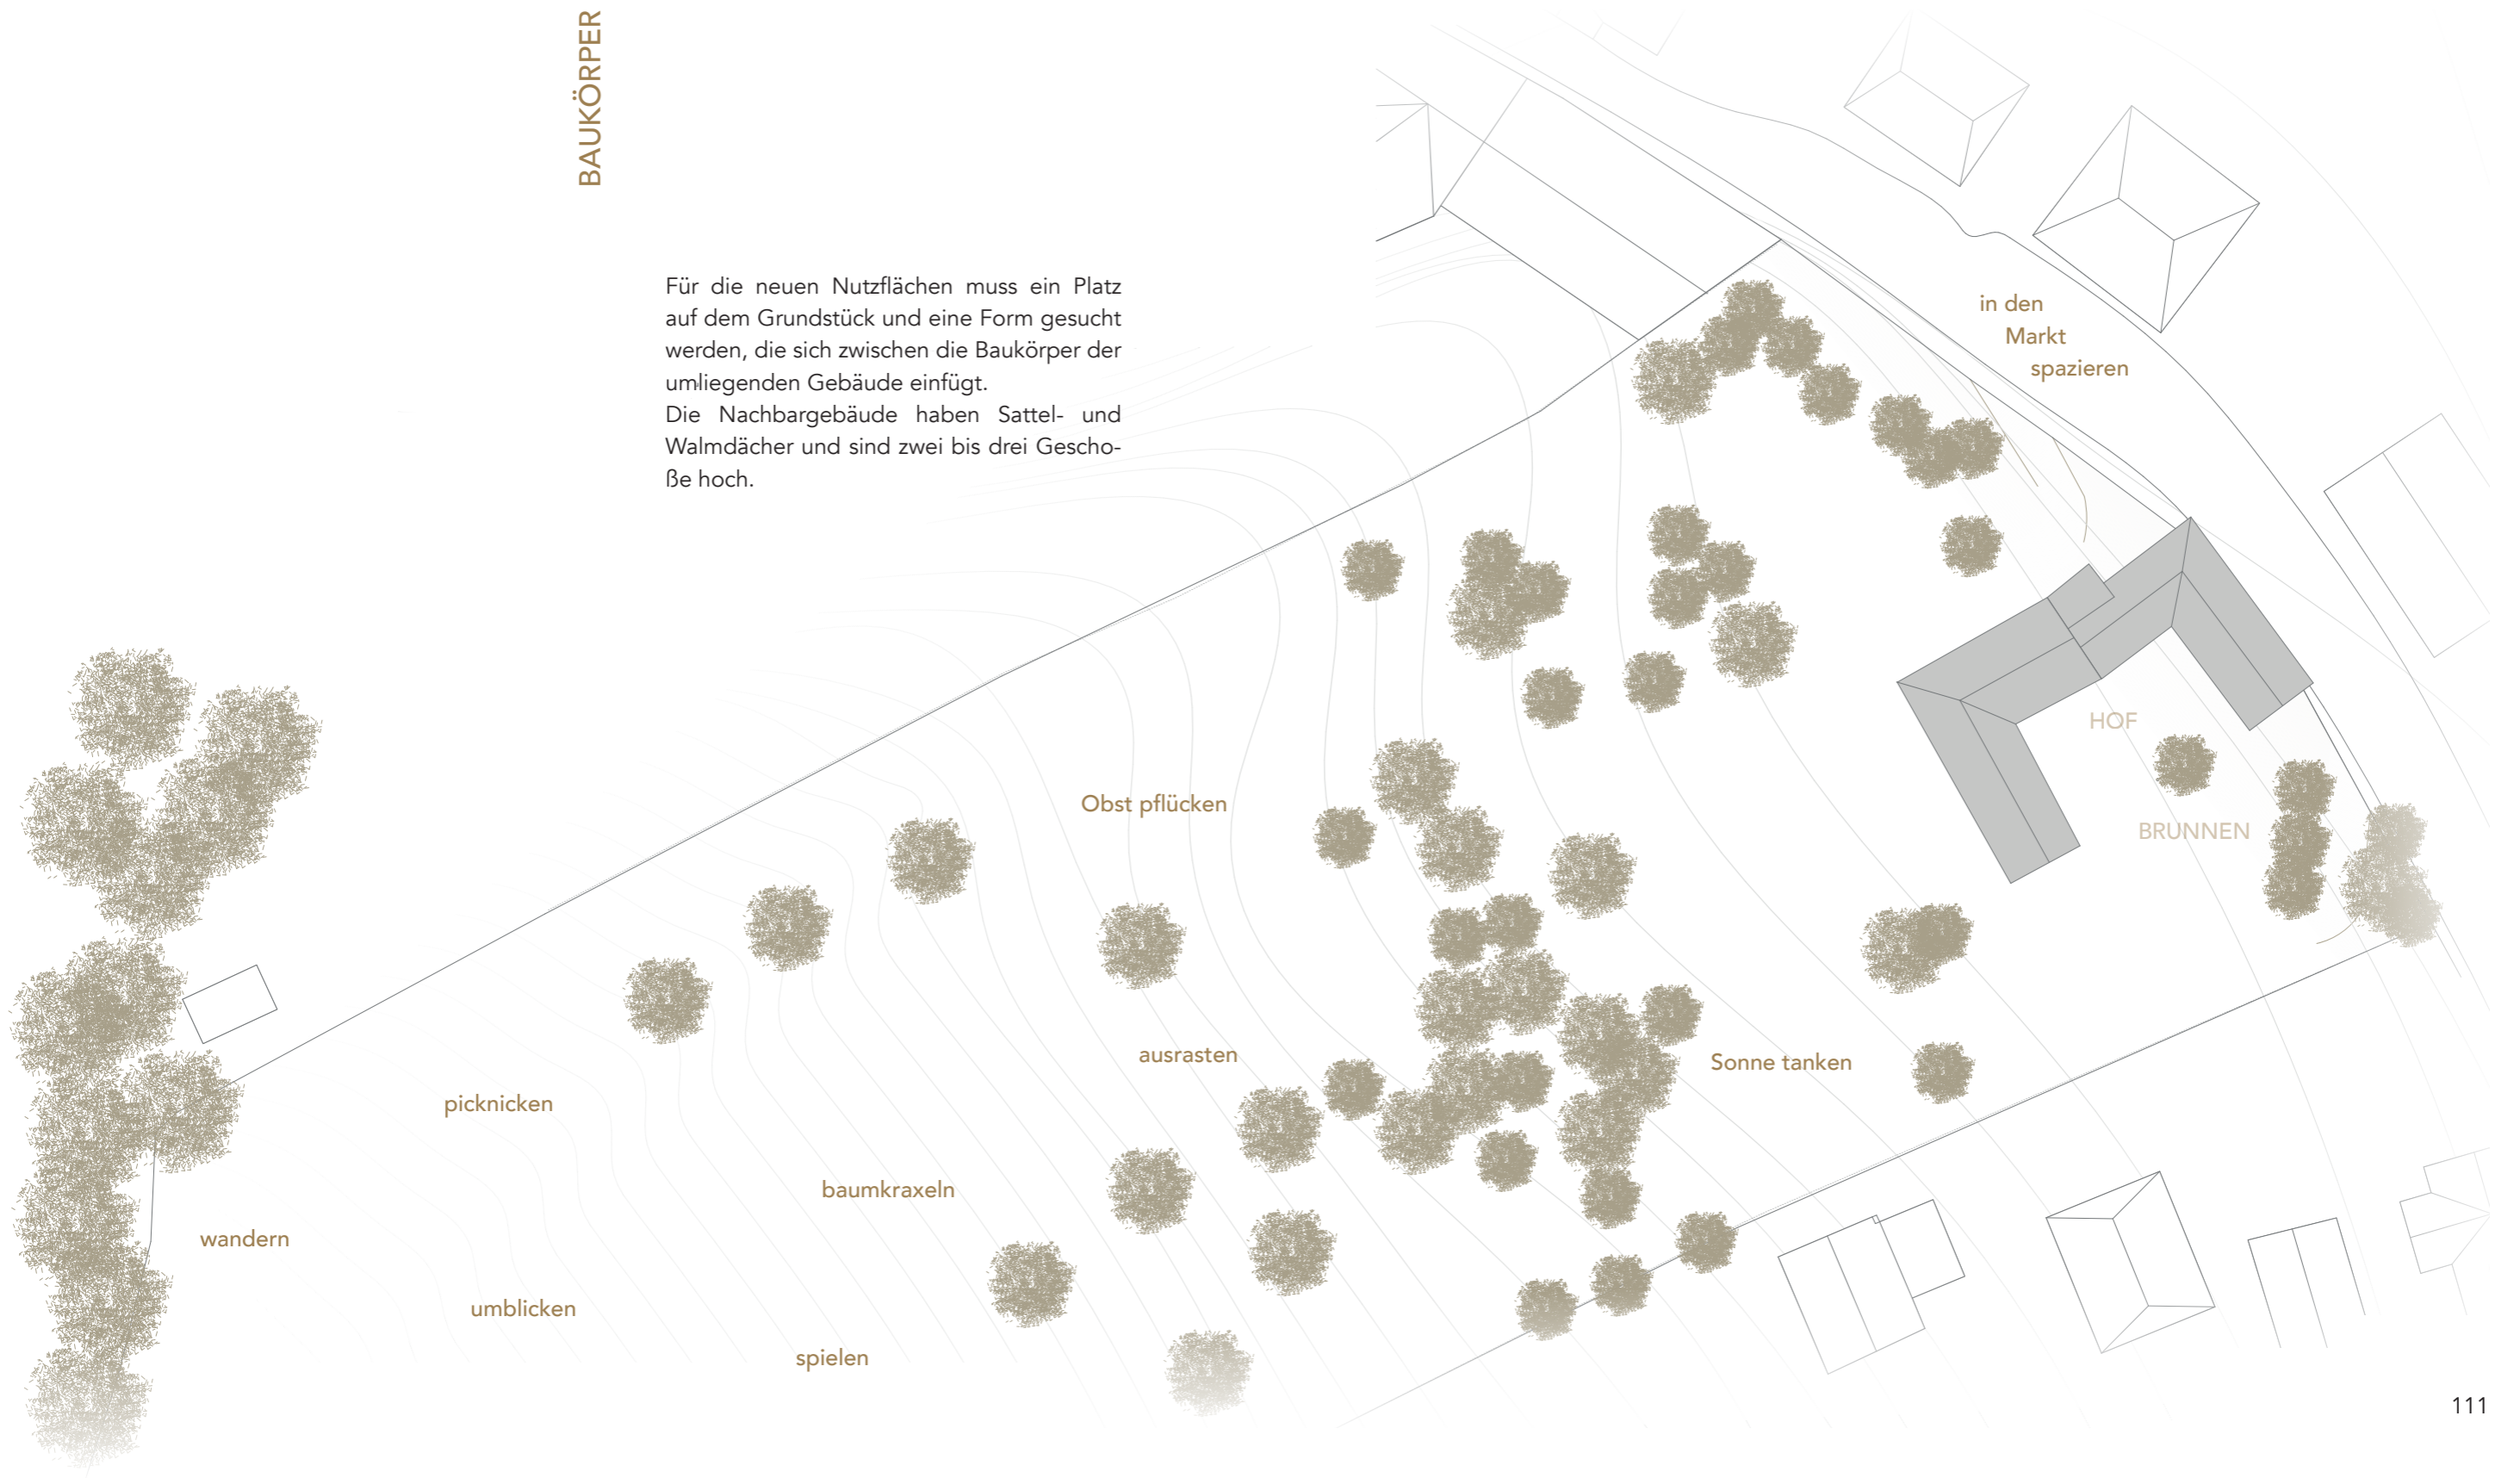 BAUKÖRPER
Für die neuen Nutzflächen muss ein Platz
auf dem Grundstück und eine Form gesucht
werden, die sich zwischen die Baukörper der
umliegenden Gebäude einfügt.
Die Nachbargebäude haben Sattel- und
Walmdächer und sind zwei bis drei Gescho-
ße hoch.
in den
Markt
spazieren
HOF
BRUNNEN
Obst pflücken
ausrasten
Sonne tanken
picknicken
baumkraxeln
wandern
umblicken
spielen
111